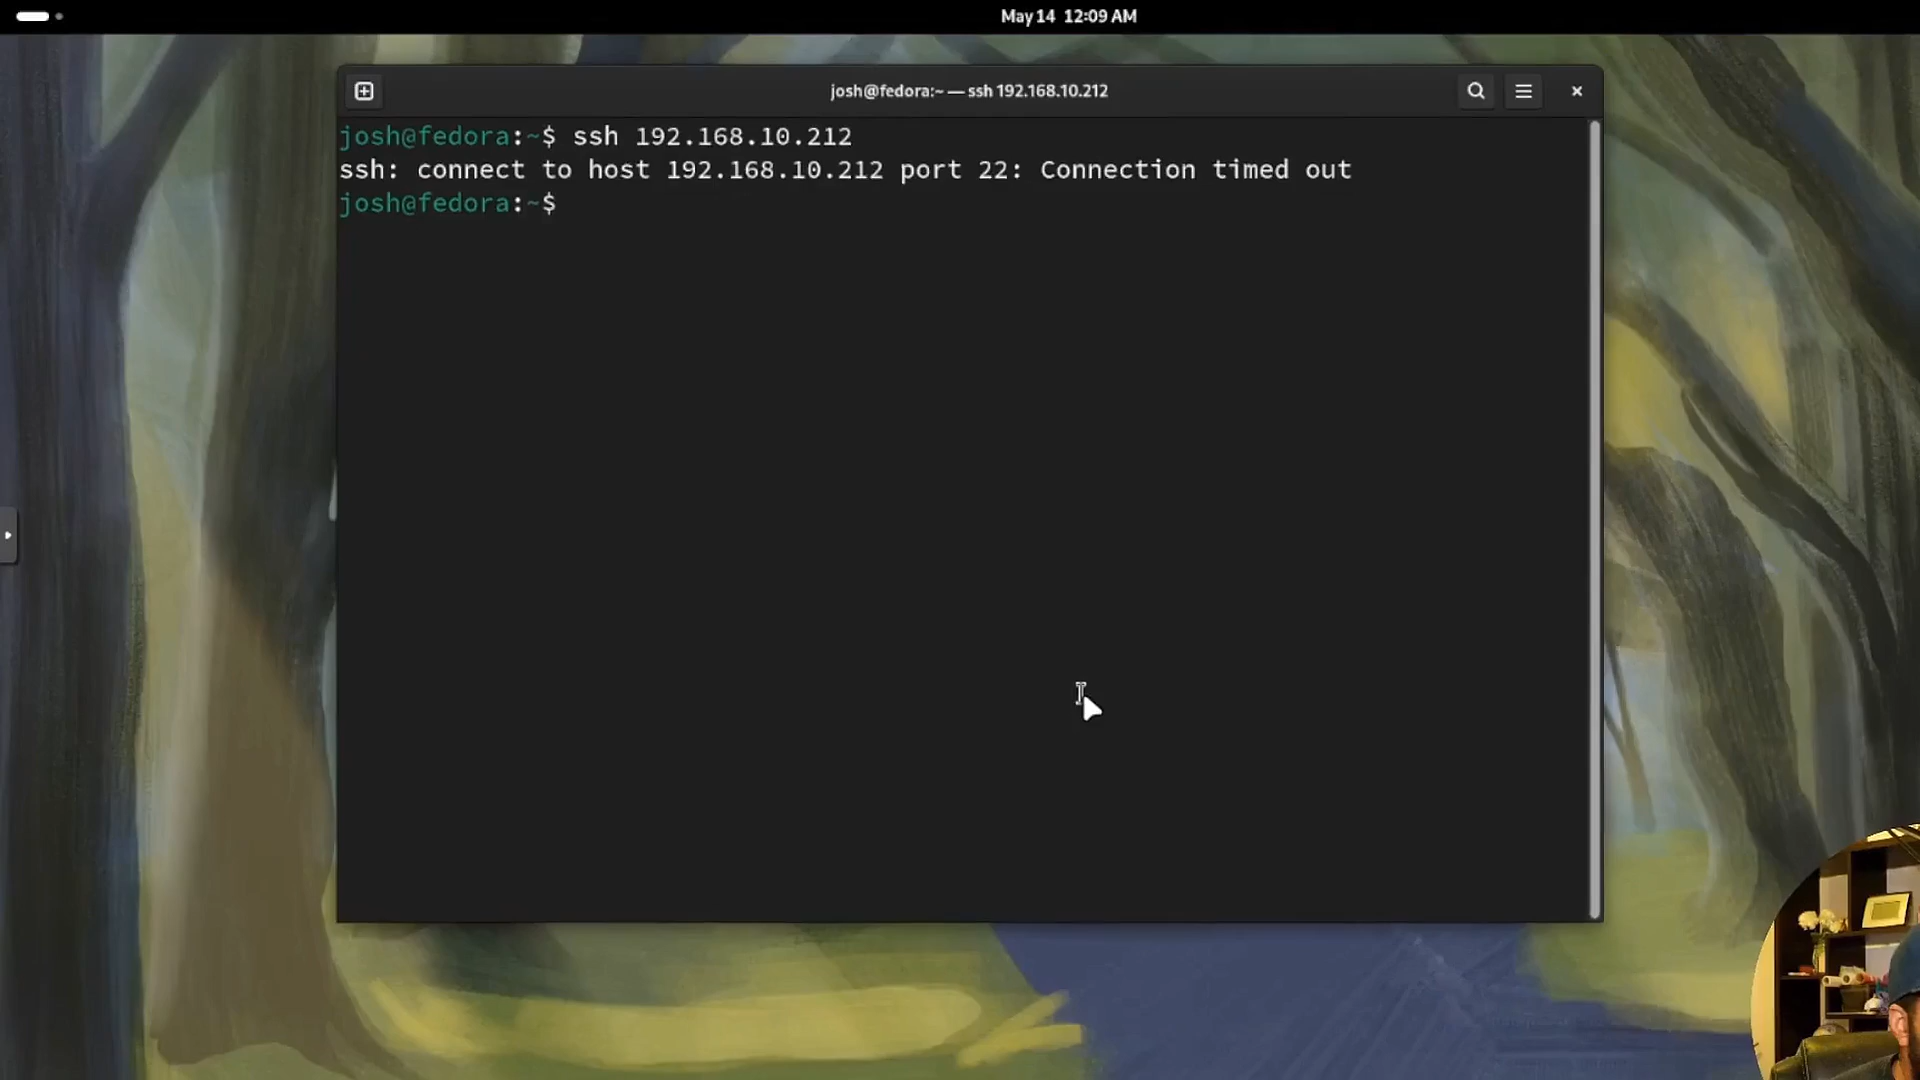 May 14 12:09 AM
josh@fedora:~ — ssh 192.168.10.212
josh@fedora:~$ ssh 192.168.10.212
ssh: connect to host 192.168.10.212 port 22: Connection timed out
josh@fedora:~$